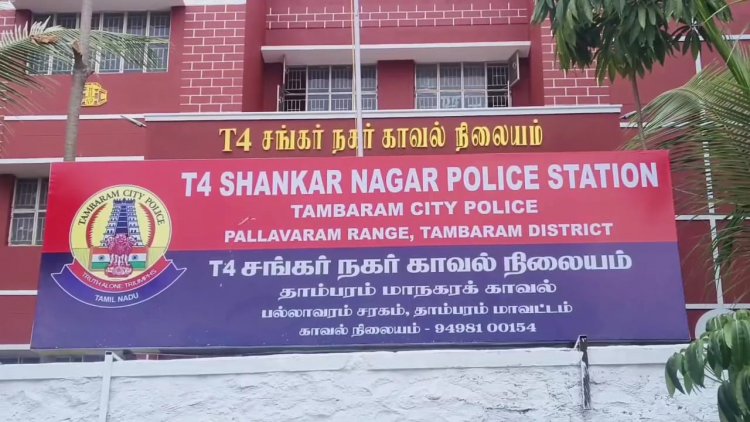 T4 சங்கர் நகர் காவல் நிலையம்
T4 SHANKAR NAGAR POLICE STATION
TAMBARAM CITY POLICE
PALLAVARAM RANGE, TAMBARAM DISTRICT
TAMBARAM CITY POLICE
TRUTH ALONE TRIUMPHS
TAMIL NADU
T4 சங்கர் நகர் காவல் நிலையம்
தாம்பரம் மாநகரக் காவல்
பல்லாவரம் சரகம், தாம்பரம் மாவட்டம்
காவல் நிலையம் - 94981 00154